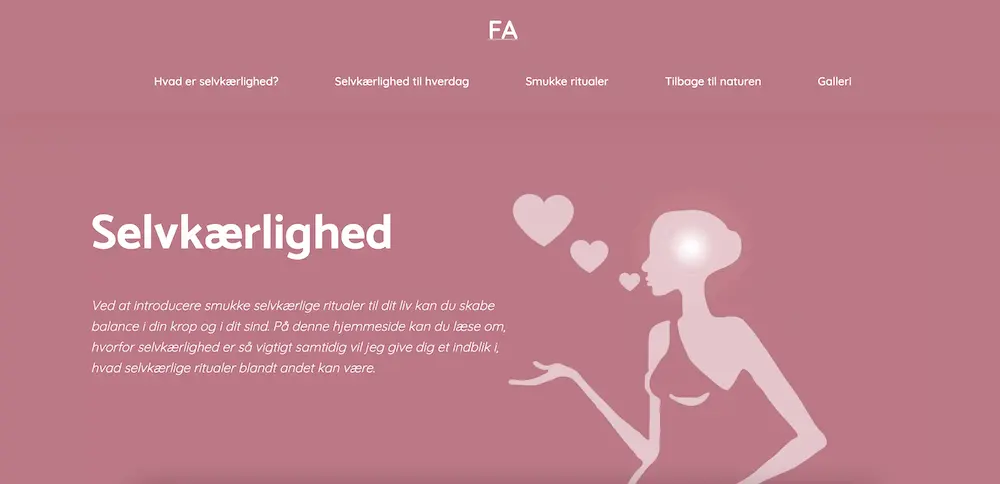 FA
Hvad er selvkærlighed? Selvkærlighed til hverdag Smukke ritualer Tilbage til naturen Galleri
Selvkærlighed
Ved at introducere smukke selvkærlige ritualer til dit liv kan du skabe
balance i din krop og i dit sind. På denne hjemmeside kan du læse om,
hvorfor selvkærlighed er så vigtigt samtidig vil jeg give dig et indblik i,
hvad selvkærlige ritualer blandt andet kan være.